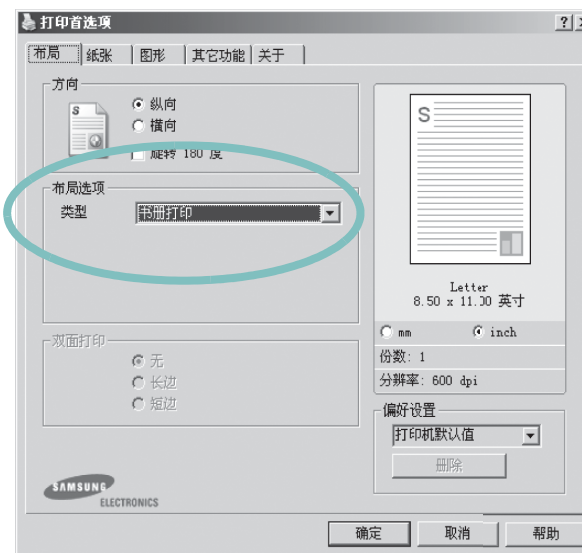 打印首选项
布局 纸张 图形 其它功能 关于
方向
纵向
横向
旋转 180 度
布局选项
类型 书册打印
双面打印
无
长边
短边
S
S
Letter
8.50 x 11.00 英寸
mm inch
份数: 1
分辨率: 600 dpi
偏好设置
打印机默认值
删除
SAMSUNG
ELECTRONICS
确定 取消 帮助